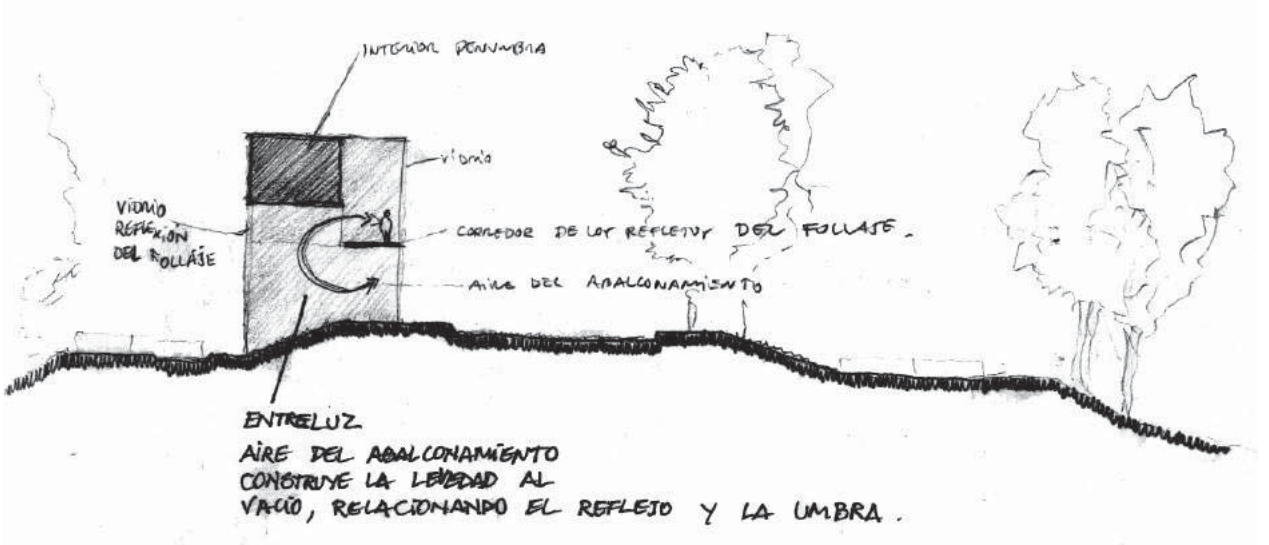 INTERIOR PENUMBRA
VIDRIO
VIDRIO
REFLEXIÓN
DEL FOLLAJE
CORREDOR DE LOS REFLEJOS DEL FOLLAJE.
AIRE DEL ABALCONAMIENTO
ENTRELUZ
AIRE DEL ABALCONAMIENTO
CONSTRUYE LA LEVEDAD AL
VACIO, RELACIONANDO EL REFLEJO Y LA UMBRA.